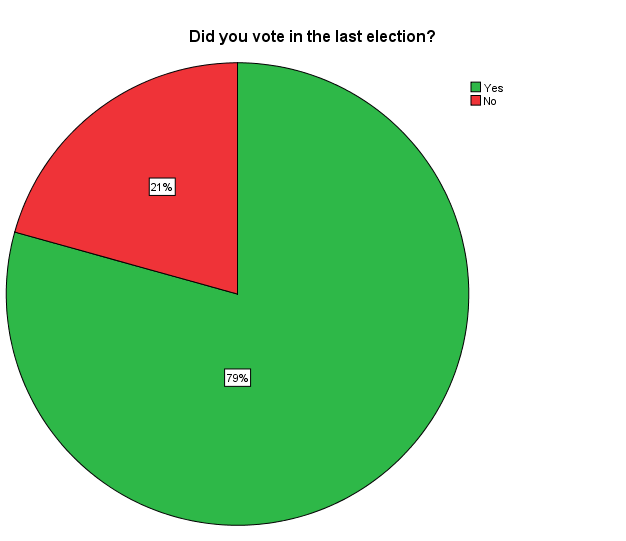 Did you vote in the last election?
Yes
No
21%
79%